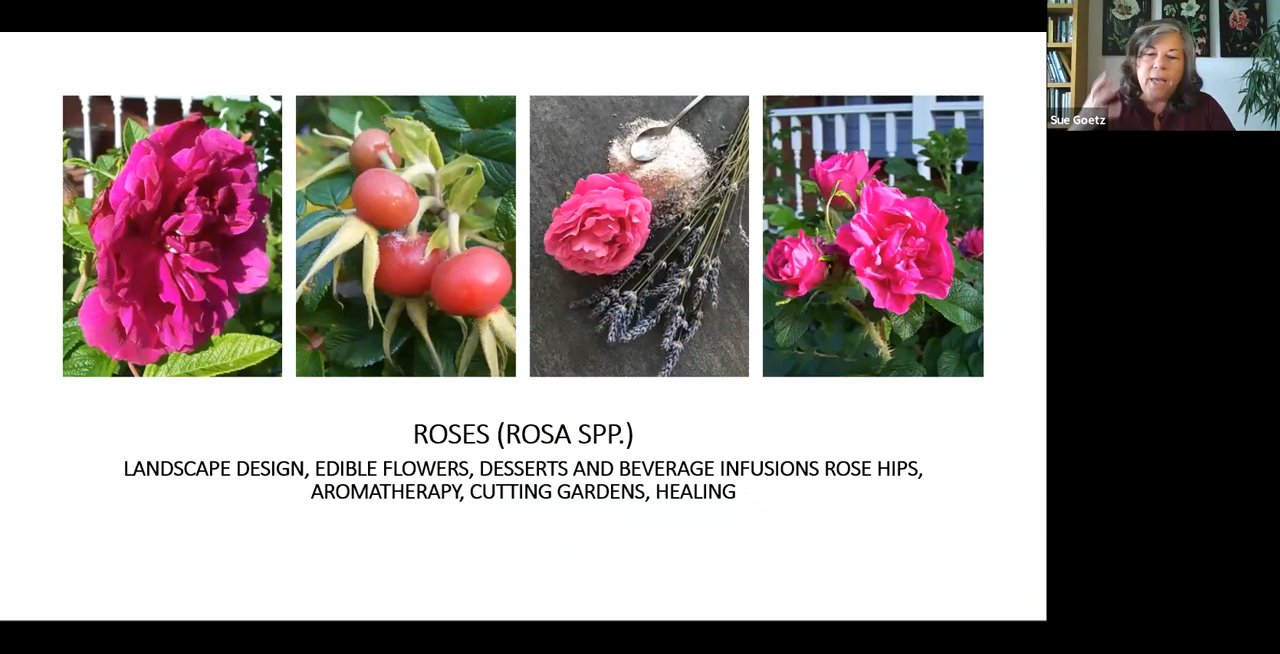 Sue Goetz
ROSES (ROSA SPP.)
LANDSCAPE DESIGN, EDIBLE FLOWERS, DESSERTS AND BEVERAGE INFUSIONS ROSE HIPS,
AROMATHERAPY, CUTTING GARDENS, HEALING